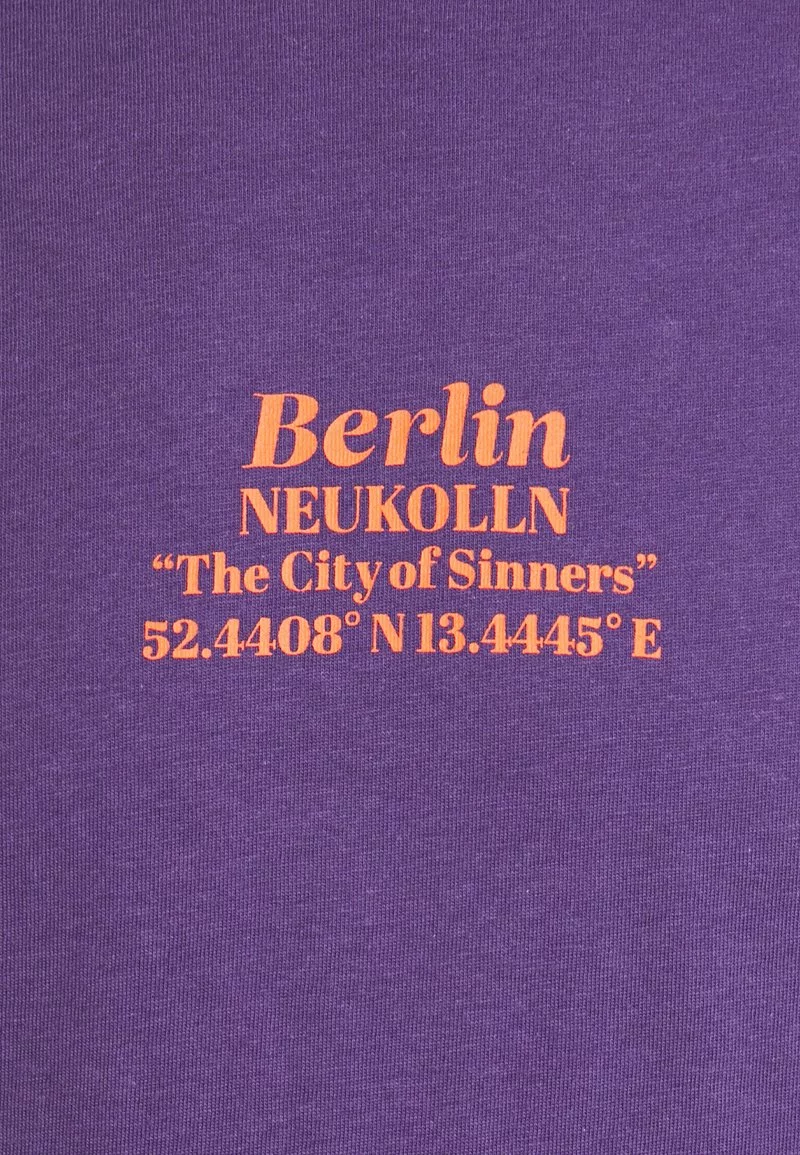 Berlin
NEUKOLLN
“The City of Sinners”
52.4408° N 13.4445° E